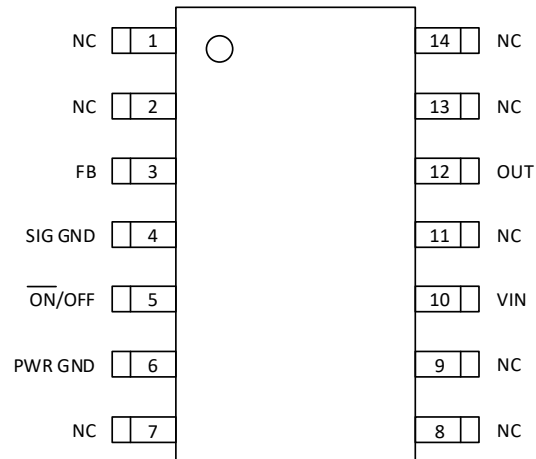 NC 1 14 NC
NC 2 13 NC
FB 3 12 OUT
SIG GND 4 11 NC
O̅N̅/OFF 5 10 VIN
PWR GND 6 9 NC
NC 7 8 NC